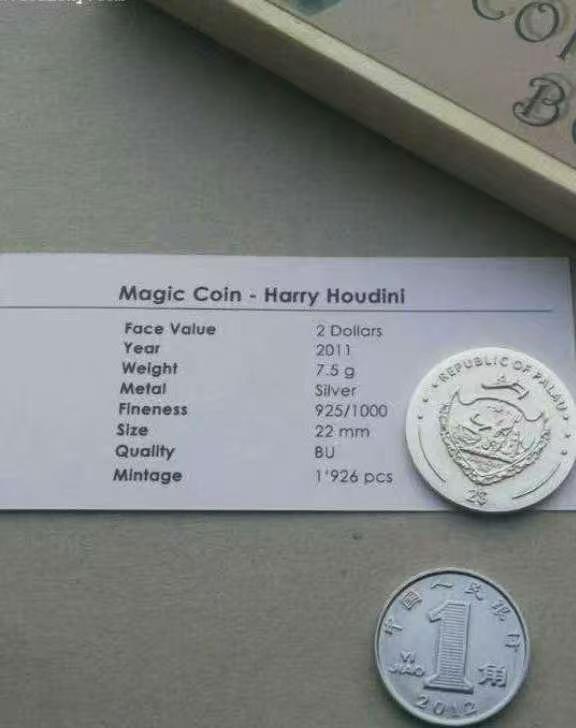 CO
B
Magic Coin - Harry Houdini
Face Value 2 Dollars
Year 2011
Weight 7.5 g
Metal Silver
Fineness 925/1000
Size 22 mm
Quality BU
Mintage 1'926 pcs
REPUBLIC OF PALAU
2$
中国人民银行
1
YI
JIAO
角
2012